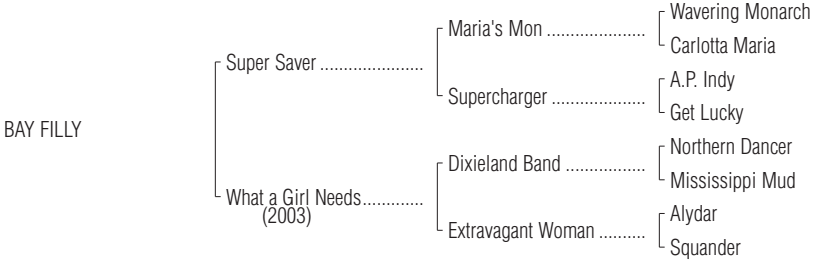 Wavering Monarch
Maria's Mon .....................
Carlotta Maria
Super Saver ......................
A.P. Indy
Supercharger ....................
Get Lucky
BAY FILLY
Northern Dancer
Dixieland Band .................
Mississippi Mud
What a Girl Needs.............
(2003)
Alydar
Extravagant Woman ..........
Squander